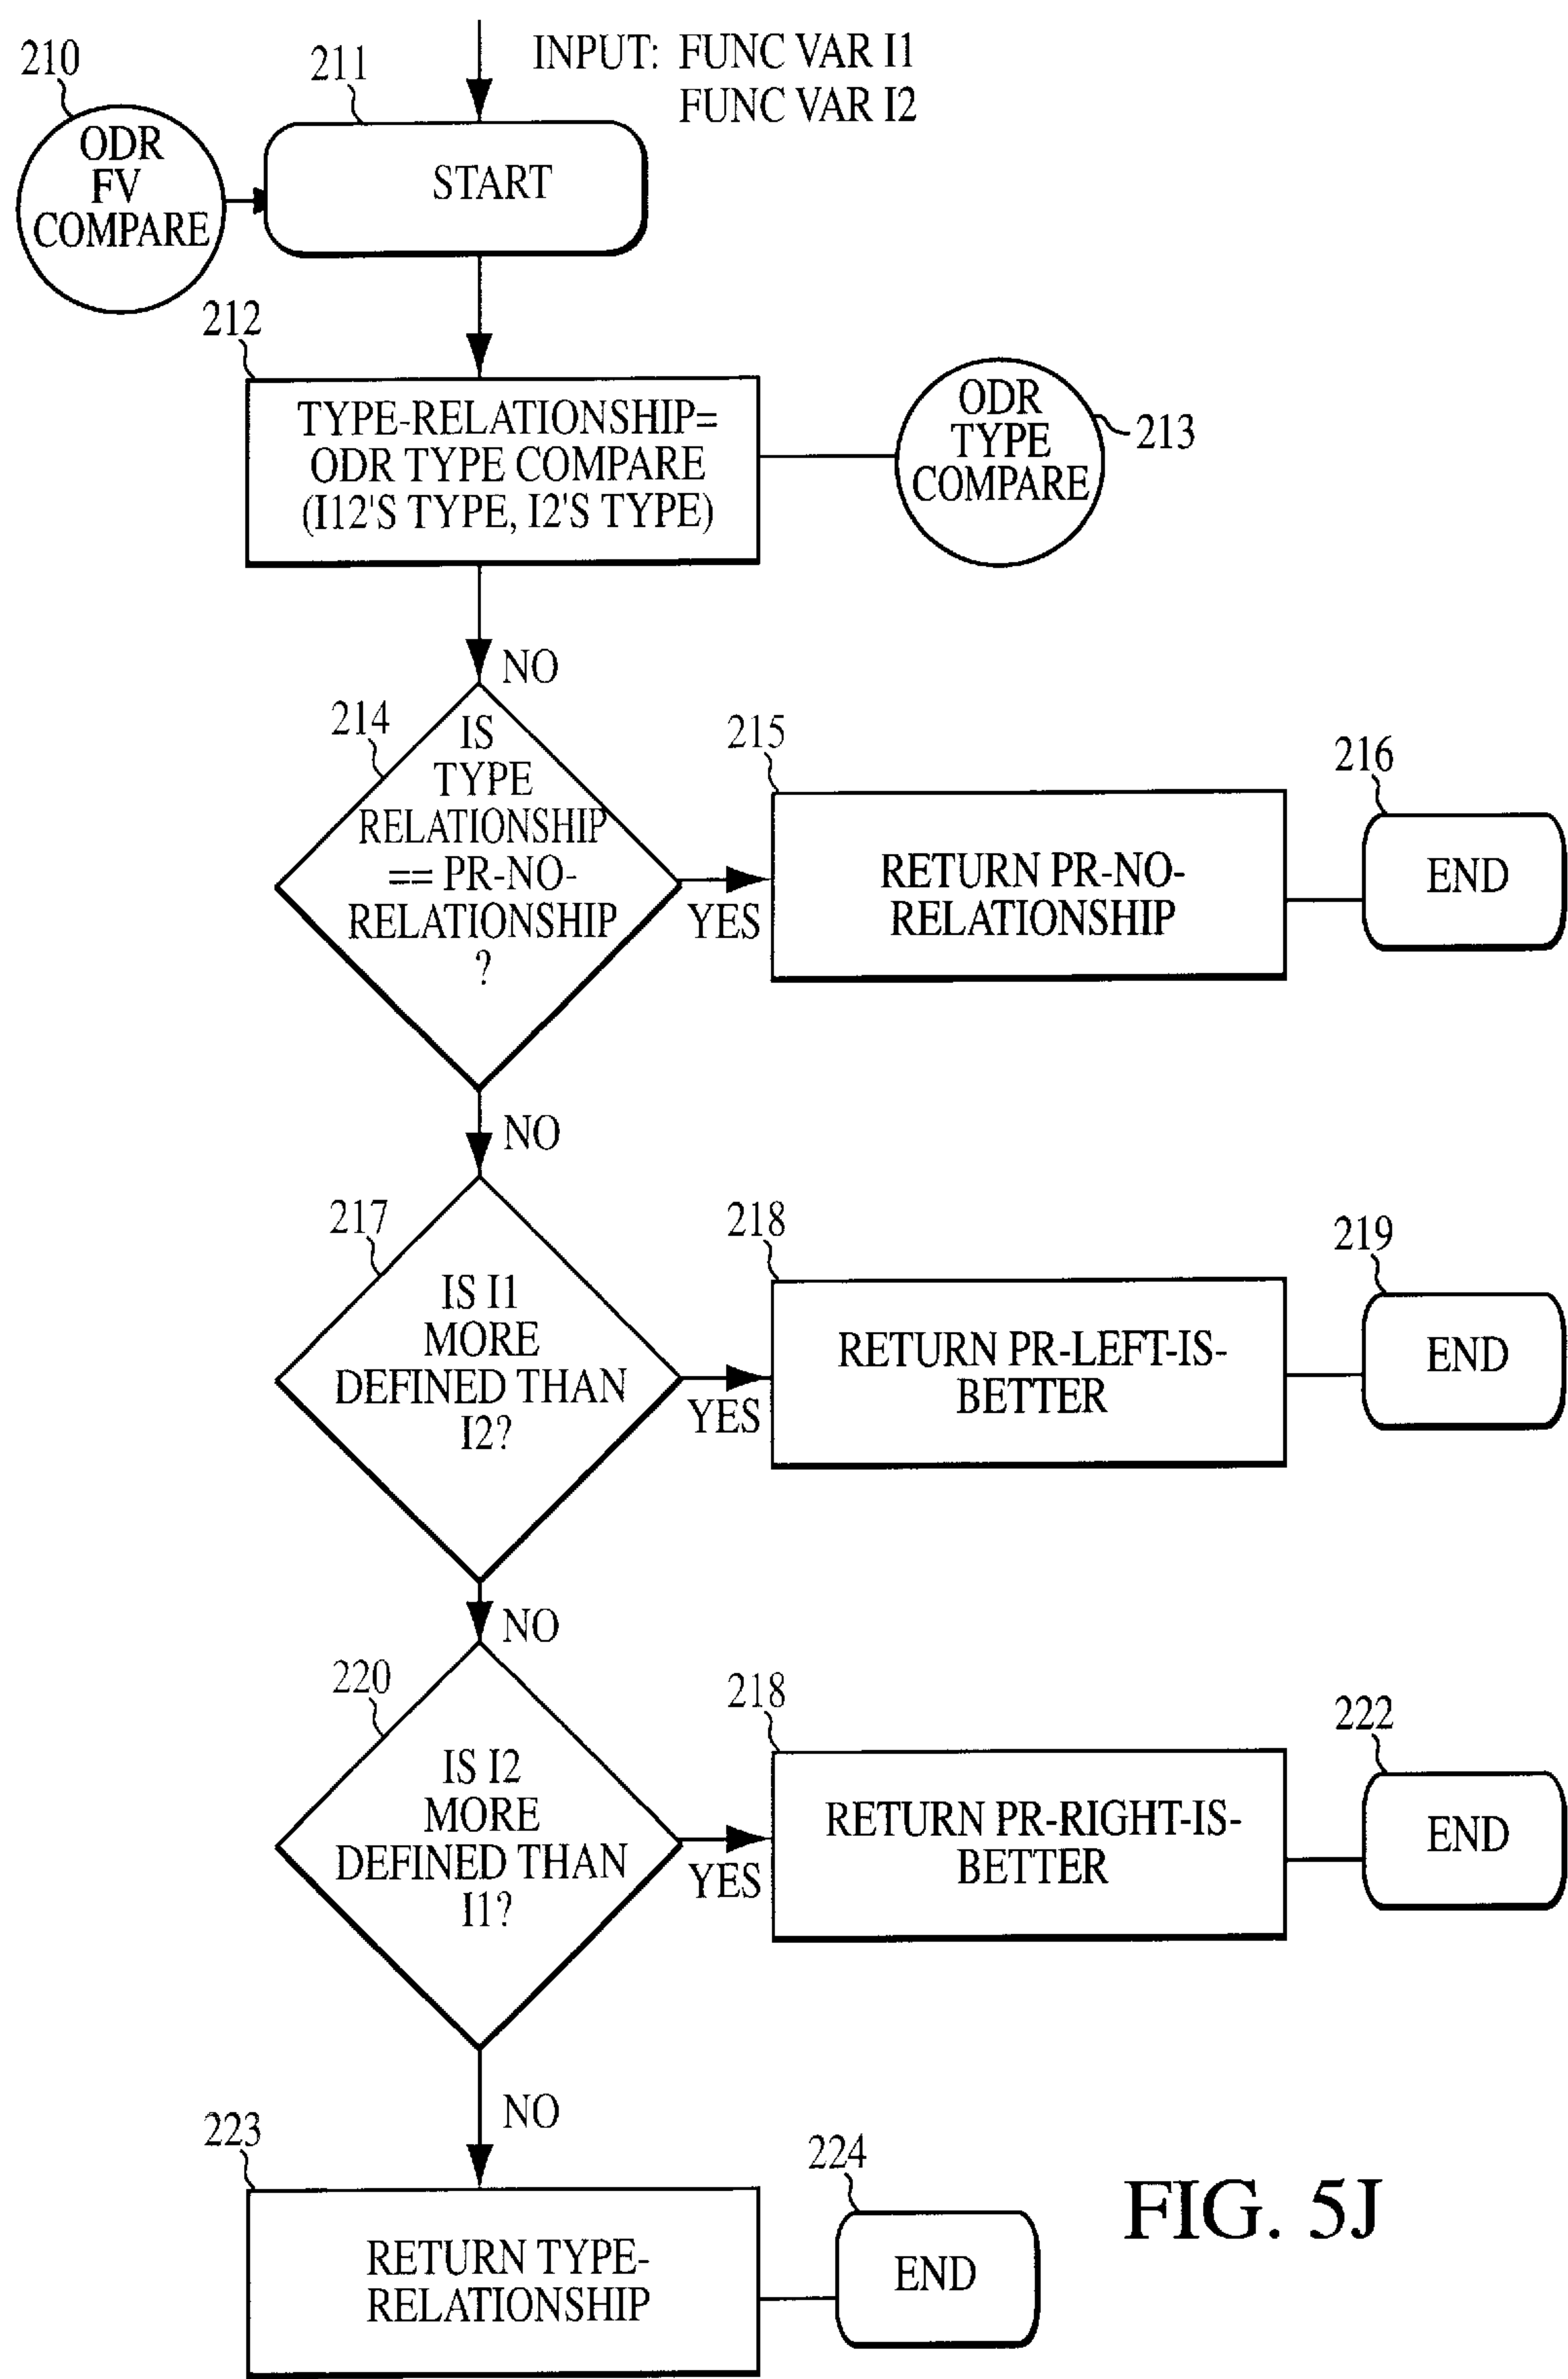 INPUT: FUNC VAR I1
FUNC VAR I2
210
211
ODR
FV
COMPARE
START
212
TYPE-RELATIONSHIP=
ODR TYPE COMPARE
(I12'S TYPE, I2'S TYPE)
ODR
TYPE
COMPARE
213
NO
214
IS
TYPE
RELATIONSHIP
== PR-NO-
RELATIONSHIP
?
YES
215
RETURN PR-NO-
RELATIONSHIP
216
END
NO
217
IS I1
MORE
DEFINED THAN
I2?
YES
218
RETURN PR-LEFT-IS-
BETTER
219
END
NO
220
IS I2
MORE
DEFINED THAN
I1?
YES
218
RETURN PR-RIGHT-IS-
BETTER
222
END
NO
223
RETURN TYPE-
RELATIONSHIP
224
END
FIG. 5J